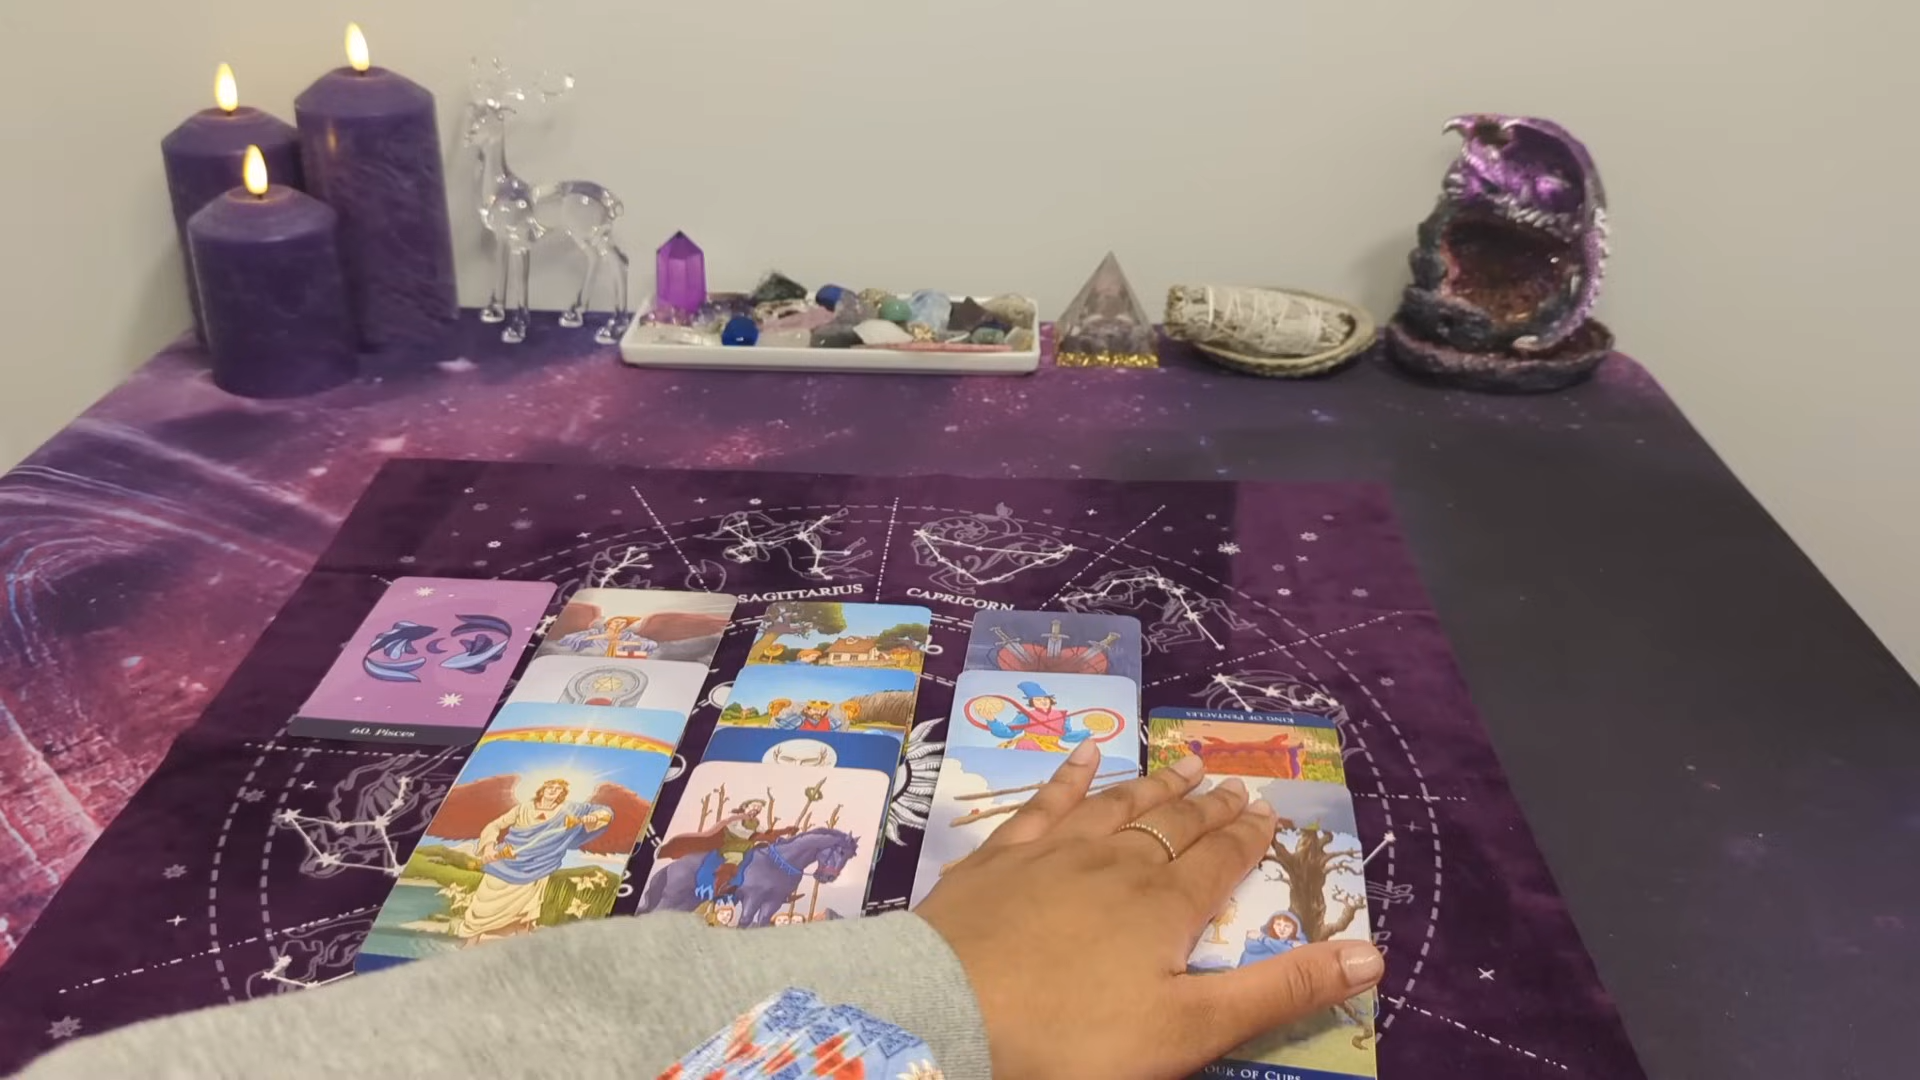 SAGITTARIUS
CAPRICORN
60. Pisces
KING OF PENTACLES
OUR OF CUPS